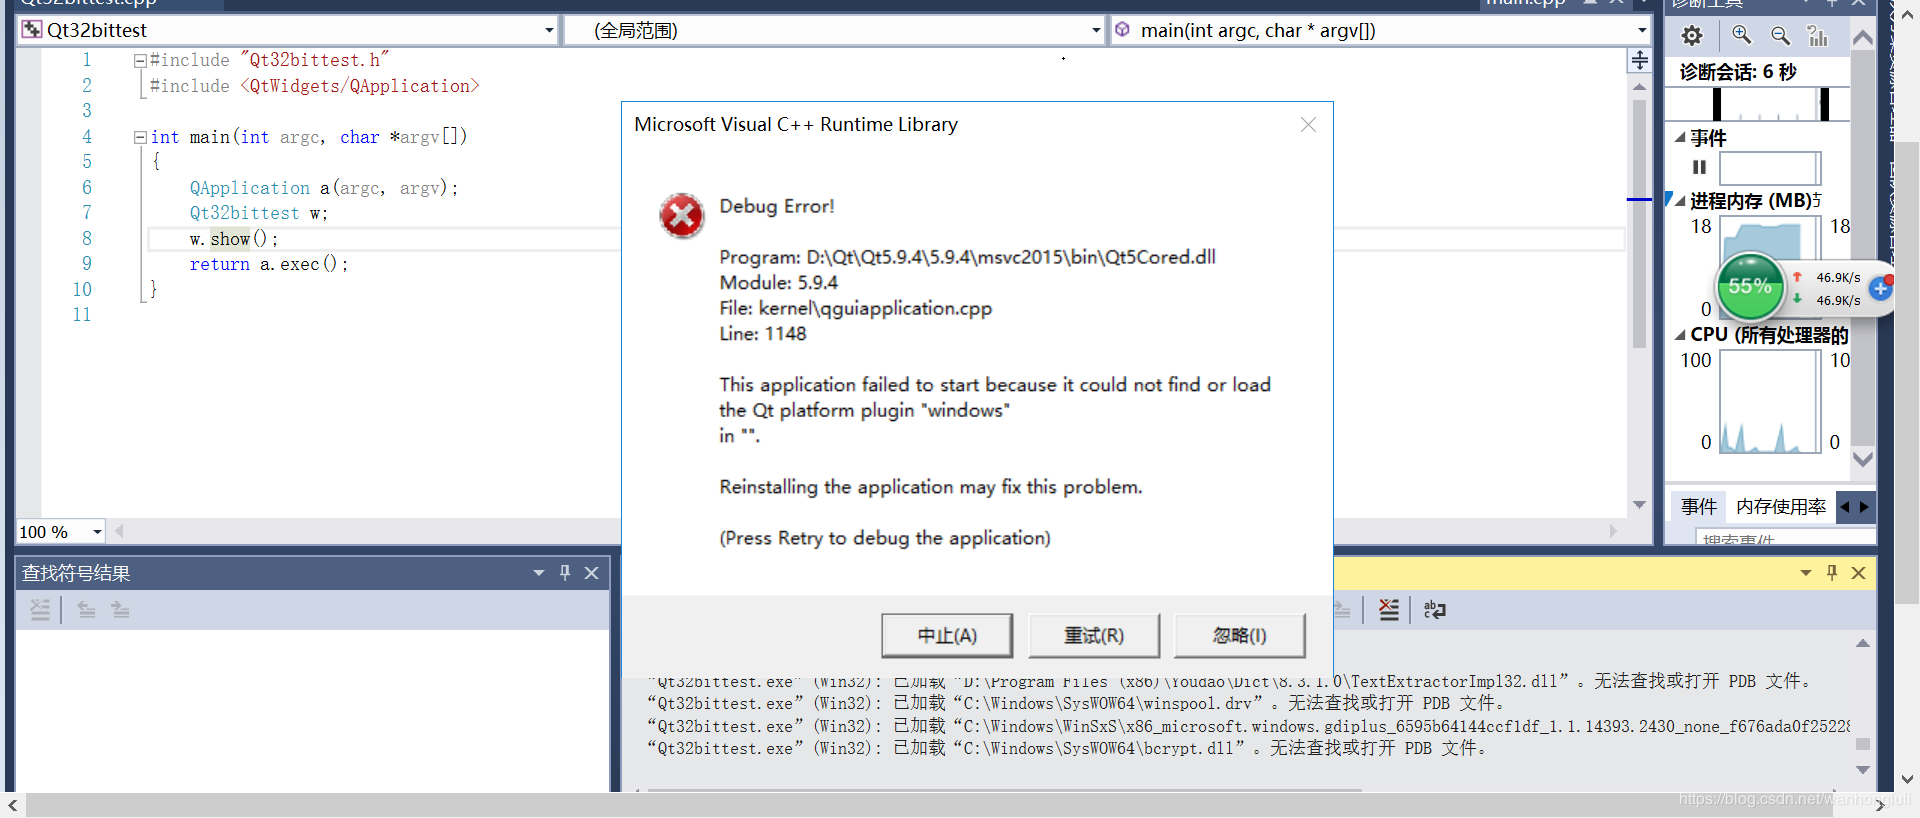 Qt32bittest.cpp
main.cpp
诊断工具
Qt32bittest
(全局范围)
main(int argc, char * argv[])
1 #include "Qt32bittest.h"
2 #include <QtWidgets/QApplication>
3
4 int main(int argc, char *argv[])
5 {
6 QApplication a(argc, argv);
7 Qt32bittest w;
8 w.show();
9 return a.exec();
10 }
11
100 %
诊断会话: 6 秒
事件
进程内存 (MB)
18
18
0
55%
46.9K/s
46.9K/s
CPU (所有处理器的
100
10
0
0
事件
内存使用率
搜索事件
Microsoft Visual C++ Runtime Library
Debug Error!
Program: D:\Qt\Qt5.9.4\5.9.4\msvc2015\bin\Qt5Cored.dll
Module: 5.9.4
File: kernel\qguiapplication.cpp
Line: 1148
This application failed to start because it could not find or load
the Qt platform plugin "windows"
in "".
Reinstalling the application may fix this problem.
(Press Retry to debug the application)
中止(A)
重试(R)
忽略(I)
查找符号结果
“Qt32bittest.exe” (Win32): 已加载 “D:\Program Files (x86)\Youdao\Dict\8.3.1.0\TextExtractorImpl32.dll”。无法查找或打开 PDB 文件。
“Qt32bittest.exe” (Win32): 已加载 “C:\Windows\SysWOW64\winspool.drv”。无法查找或打开 PDB 文件。
“Qt32bittest.exe” (Win32): 已加载 “C:\Windows\WinSxS\x86_microsoft.windows.gdiplus_6595b64144ccf1df_1.1.14393.2430_none_f676ada0f25228
“Qt32bittest.exe” (Win32): 已加载 “C:\Windows\SysWOW64\bcrypt.dll”。无法查找或打开 PDB 文件。
https://blog.csdn.net/wanhongluli